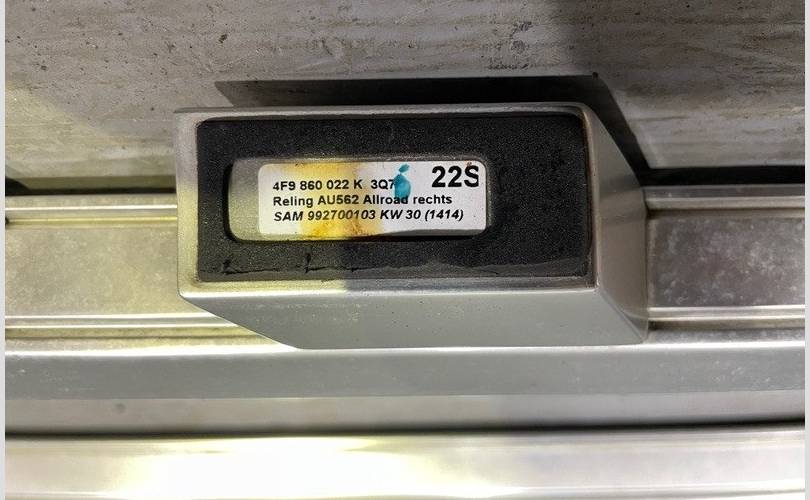 4F9 860 022 K 3Q7 22S
Reling AU562 Allroad rechts
SAM 992700103 KW 30 (1414)